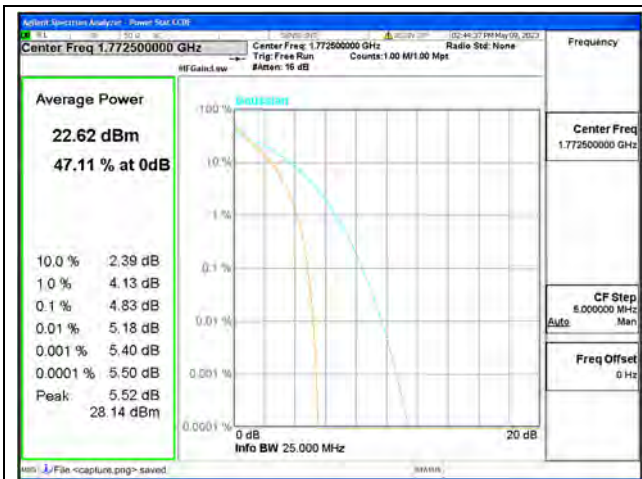 Agilent Spectrum Analyzer - Power Stat CCDF
02:44:37 PM May 09, 2023
Center Freq 1.772500000 GHz
Center Freq: 1.772500000 GHz
Radio Std: None
Trig: Free Run
Counts:1.00 M/1.00 Mpt
#IFGain:Low
#Atten: 16 dB
Frequency
Average Power
22.62 dBm
47.11 % at 0dB
10.0 % 2.39 dB
1.0 % 4.13 dB
0.1 % 4.83 dB
0.01 % 5.18 dB
0.001 % 5.40 dB
0.0001 % 5.50 dB
Peak 5.52 dB
28.14 dBm
Gaussian
100 %
10 %
1 %
0.1 %
0.01 %
0.001 %
0.0001 %
0 dB
20 dB
Info BW 25.000 MHz
Center Freq
1.772500000 GHz
CF Step
5.000000 MHz
Auto Man
Freq Offset
0 Hz
MSG File <capture.png> saved
STATUS